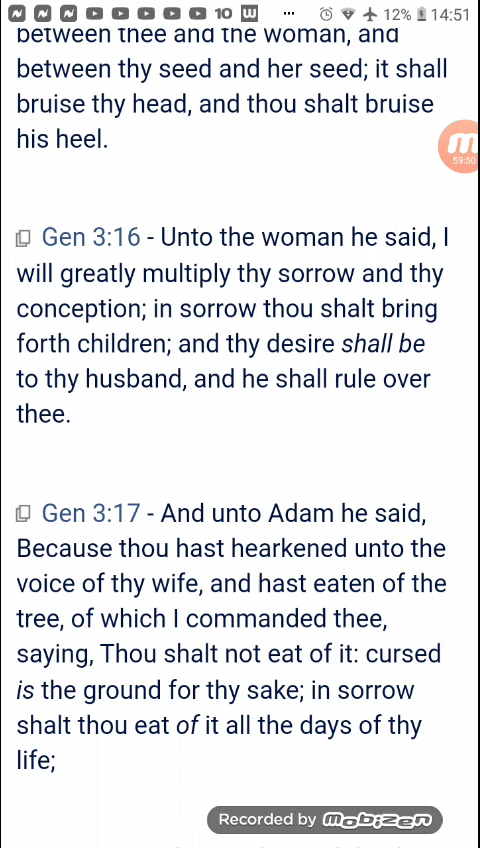 10 W ... 12% 14:51
between thee and the woman, and
between thy seed and her seed; it shall
bruise thy head, and thou shalt bruise
his heel.
m
59:50
Gen 3:16 - Unto the woman he said, I
will greatly multiply thy sorrow and thy
conception; in sorrow thou shalt bring
forth children; and thy desire shall be
to thy husband, and he shall rule over
thee.
Gen 3:17 - And unto Adam he said,
Because thou hast hearkened unto the
voice of thy wife, and hast eaten of the
tree, of which I commanded thee,
saying, Thou shalt not eat of it: cursed
is the ground for thy sake; in sorrow
shalt thou eat of it all the days of thy
life;
Recorded by mobizen